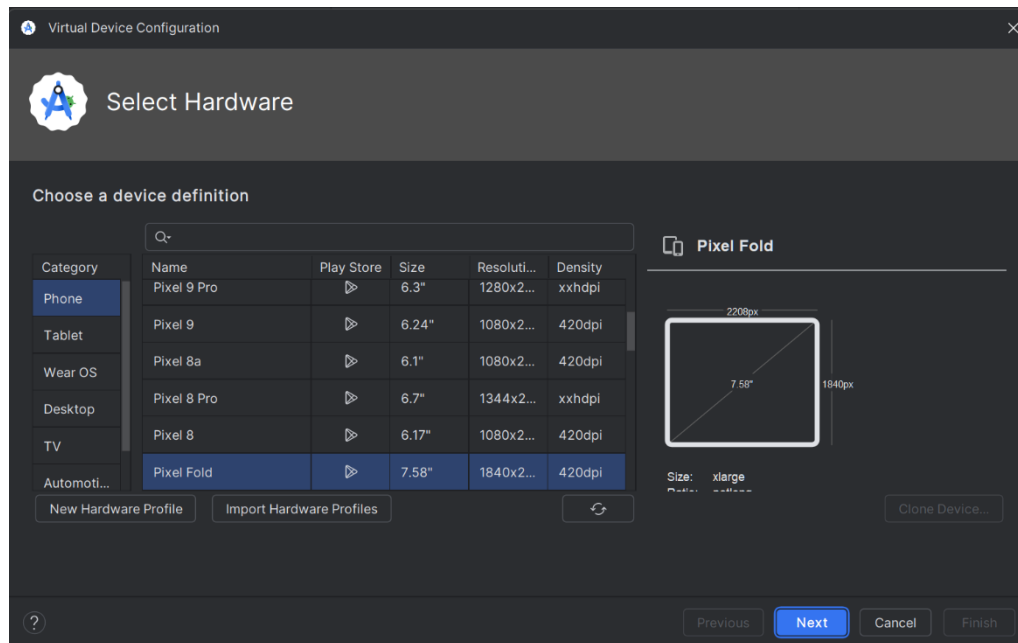 Virtual Device Configuration
Select Hardware
Choose a device definition
Category
Phone
Tablet
Wear OS
Desktop
TV
Automoti...
Name Play Store Size Resoluti... Density
Pixel 9 Pro 6.3" 1280x2... xxhdpi
Pixel 9 6.24" 1080x2... 420dpi
Pixel 8a 6.1" 1080x2... 420dpi
Pixel 8 Pro 6.7" 1344x2... xxhdpi
Pixel 8 6.17" 1080x2... 420dpi
Pixel Fold 7.58" 1840x2... 420dpi
New Hardware Profile Import Hardware Profiles
Pixel Fold
2208px
7.58"
1840px
Size: xlarge
Clone Device...
? Previous Next Cancel Finish